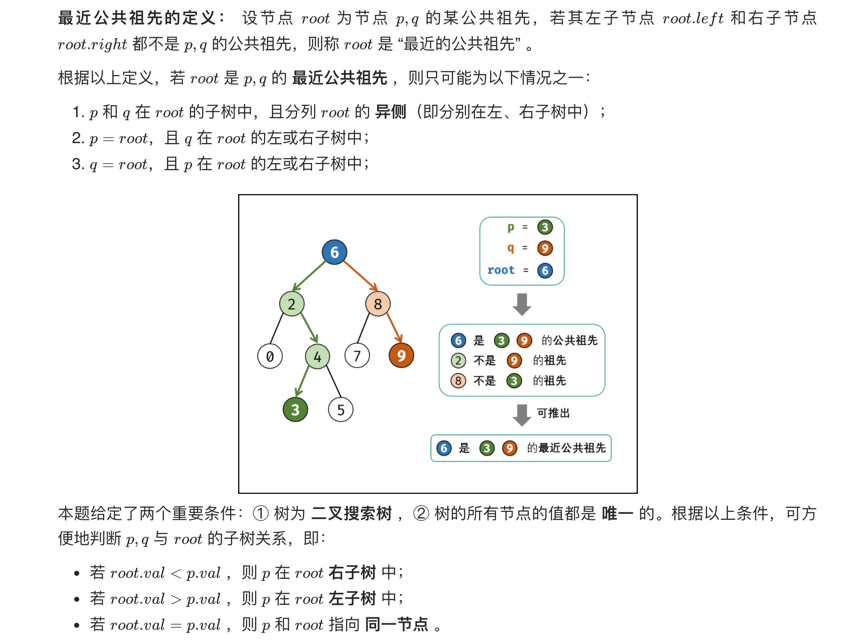 最近公共祖先的定义： 设节点 root 为节点 p,q 的某公共祖先，若其左子节点 root.left 和右子节点
root.right 都不是 p,q 的公共祖先，则称 root 是 “最近的公共祖先” 。
根据以上定义，若 root 是 p,q 的 最近公共祖先 ，则只可能为以下情况之一：
1. p 和 q 在 root 的子树中，且分列 root 的 异侧（即分别在左、右子树中）；
2. p = root，且 q 在 root 的左或右子树中；
3. q = root，且 p 在 root 的左或右子树中；
6
2 8
0 4 7 9
3 5
p = 3
q = 9
root = 6
6 是 3 9 的公共祖先
2 不是 9 的祖先
8 不是 3 的祖先
可推出
6 是 3 9 的最近公共祖先
本题给定了两个重要条件：① 树为 二叉搜索树 ，② 树的所有节点的值都是 唯一 的。根据以上条件，可方
便地判断 p,q 与 root 的子树关系，即：
• 若 root.val < p.val ，则 p 在 root 右子树 中；
• 若 root.val > p.val ，则 p 在 root 左子树 中；
• 若 root.val = p.val ，则 p 和 root 指向 同一节点 。